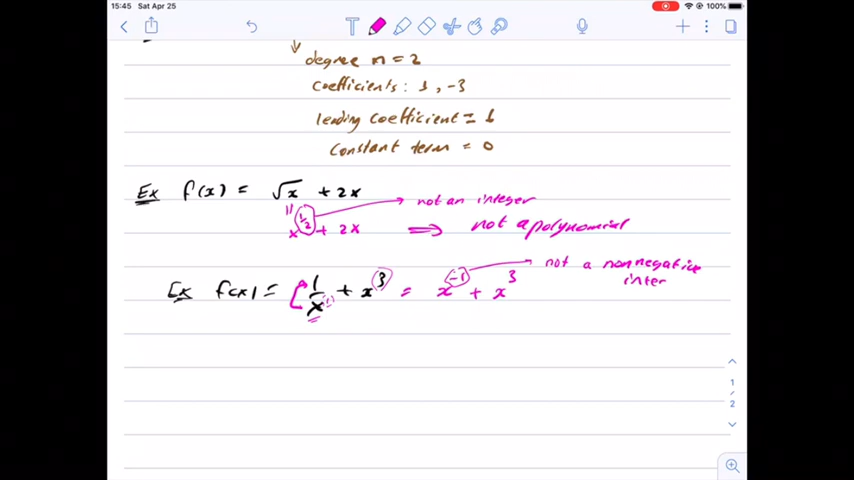 15:45 Sat Apr 25
100%
degree n = 2
coefficients: 1, -3
leading coefficient = 1
constant term = 0
Ex f(x) = √x + 2x
not an integer
"
x^1/2 + 2x ⇒ not a polynomial
Ex f(x) = 1/x^(1) + x^3 = x^-1 + x^3
not a nonnegative
inter
1
/
2